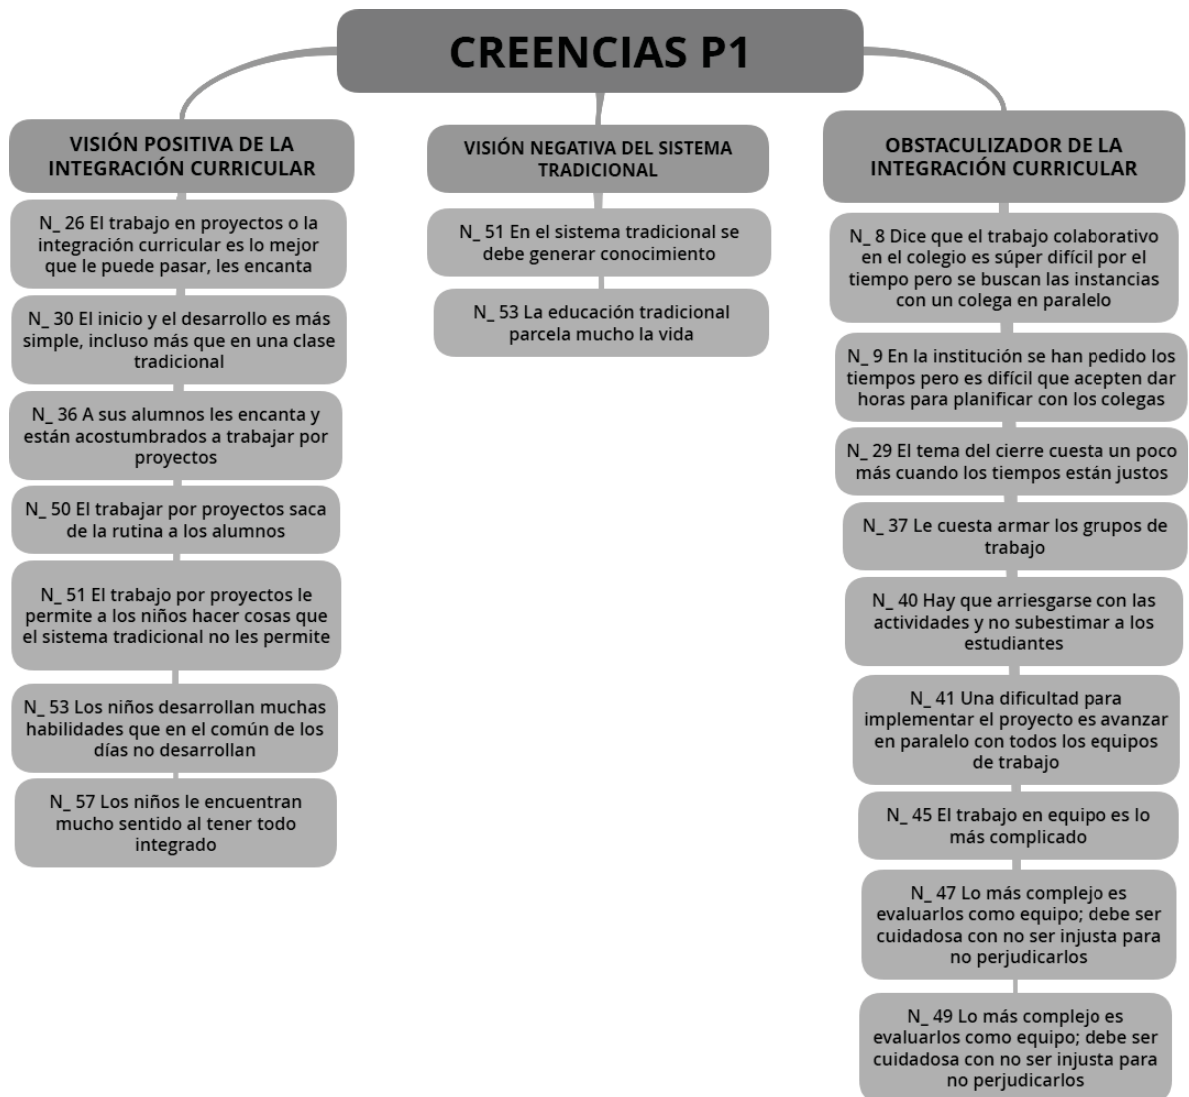 CREENCIAS P1
VISIÓN POSITIVA DE LA
INTEGRACIÓN CURRICULAR
N_ 26 El trabajo en proyectos o la
integración curricular es lo mejor
que le puede pasar, les encanta
N_ 30 El inicio y el desarrollo es más
simple, incluso más que en una clase
tradicional
N_ 36 A sus alumnos les encanta y
están acostumbrados a trabajar por
proyectos
N_ 50 El trabajar por proyectos saca
de la rutina a los alumnos
N_ 51 El trabajo por proyectos le
permite a los niños hacer cosas que
el sistema tradicional no les permite
N_ 53 Los niños desarrollan muchas
habilidades que en el común de los
días no desarrollan
N_ 57 Los niños le encuentran
mucho sentido al tener todo
integrado
VISIÓN NEGATIVA DEL SISTEMA
TRADICIONAL
N_ 51 En el sistema tradicional se
debe generar conocimiento
N_ 53 La educación tradicional
parcela mucho la vida
OBSTACULIZADOR DE LA
INTEGRACIÓN CURRICULAR
N_ 8 Dice que el trabajo colaborativo
en el colegio es súper difícil por el
tiempo pero se buscan las instancias
con un colega en paralelo
N_ 9 En la institución se han pedido los
tiempos pero es difícil que acepten dar
horas para planificar con los colegas
N_ 29 El tema del cierre cuesta un poco
más cuando los tiempos están justos
N_ 37 Le cuesta armar los grupos de
trabajo
N_ 40 Hay que arriesgarse con las
actividades y no subestimar a los
estudiantes
N_ 41 Una dificultad para
implementar el proyecto es avanzar
en paralelo con todos los equipos
de trabajo
N_ 45 El trabajo en equipo es lo
más complicado
N_ 47 Lo más complejo es
evaluarlos como equipo; debe ser
cuidadosa con no ser injusta para
no perjudicarlos
N_ 49 Lo más complejo es
evaluarlos como equipo; debe ser
cuidadosa con no ser injusta para
no perjudicarlos